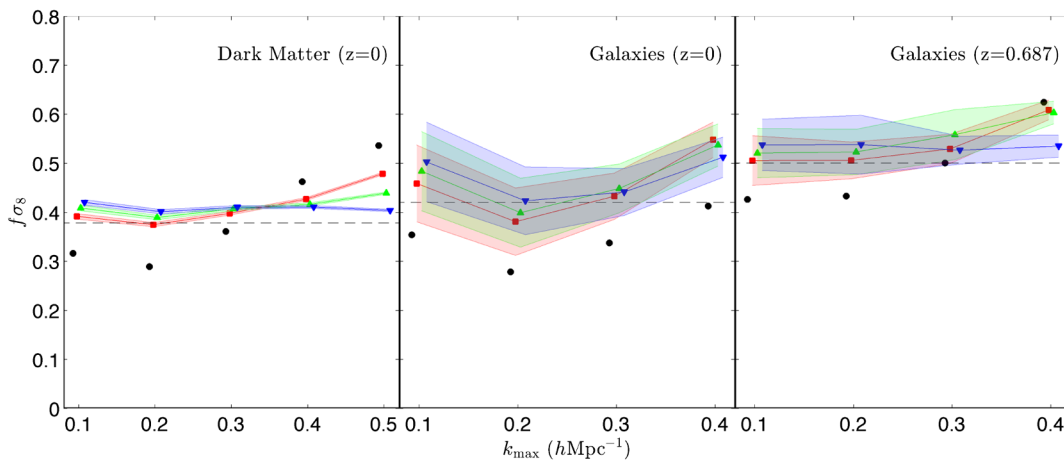 0.8
0.7
0.6
0.5
0.4
0.3
0.2
0.1
0
fσ₈
Dark Matter (z=0)
Galaxies (z=0)
Galaxies (z=0.687)
0.1 0.2 0.3 0.4 0.5
0.1 0.2 0.3 0.4
0.1 0.2 0.3 0.4
k_max (hMpc⁻¹)